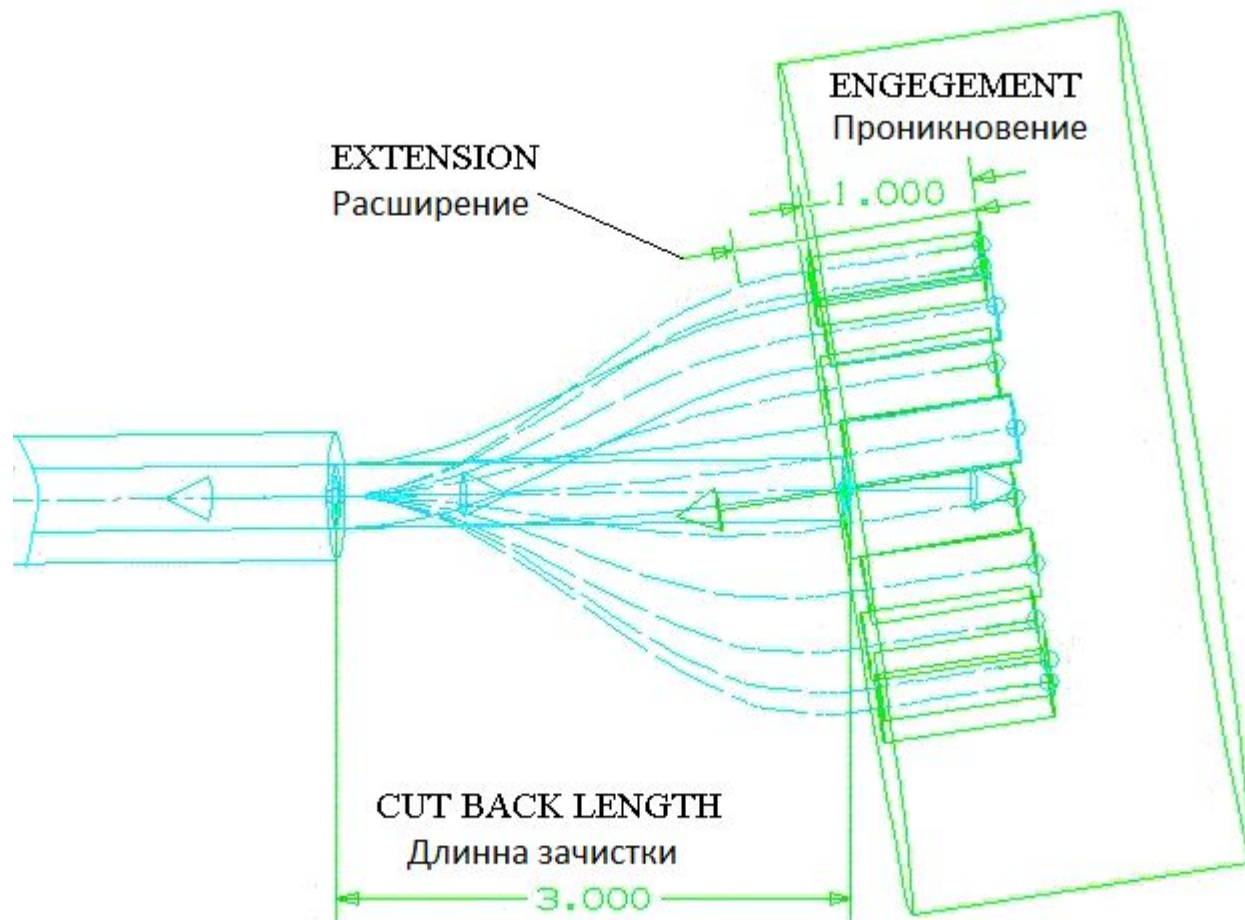 ENGEGEMENT
Проникновение
EXTENSION
Расширение
1.000
CUT BACK LENGTH
Длинна зачистки
3.000